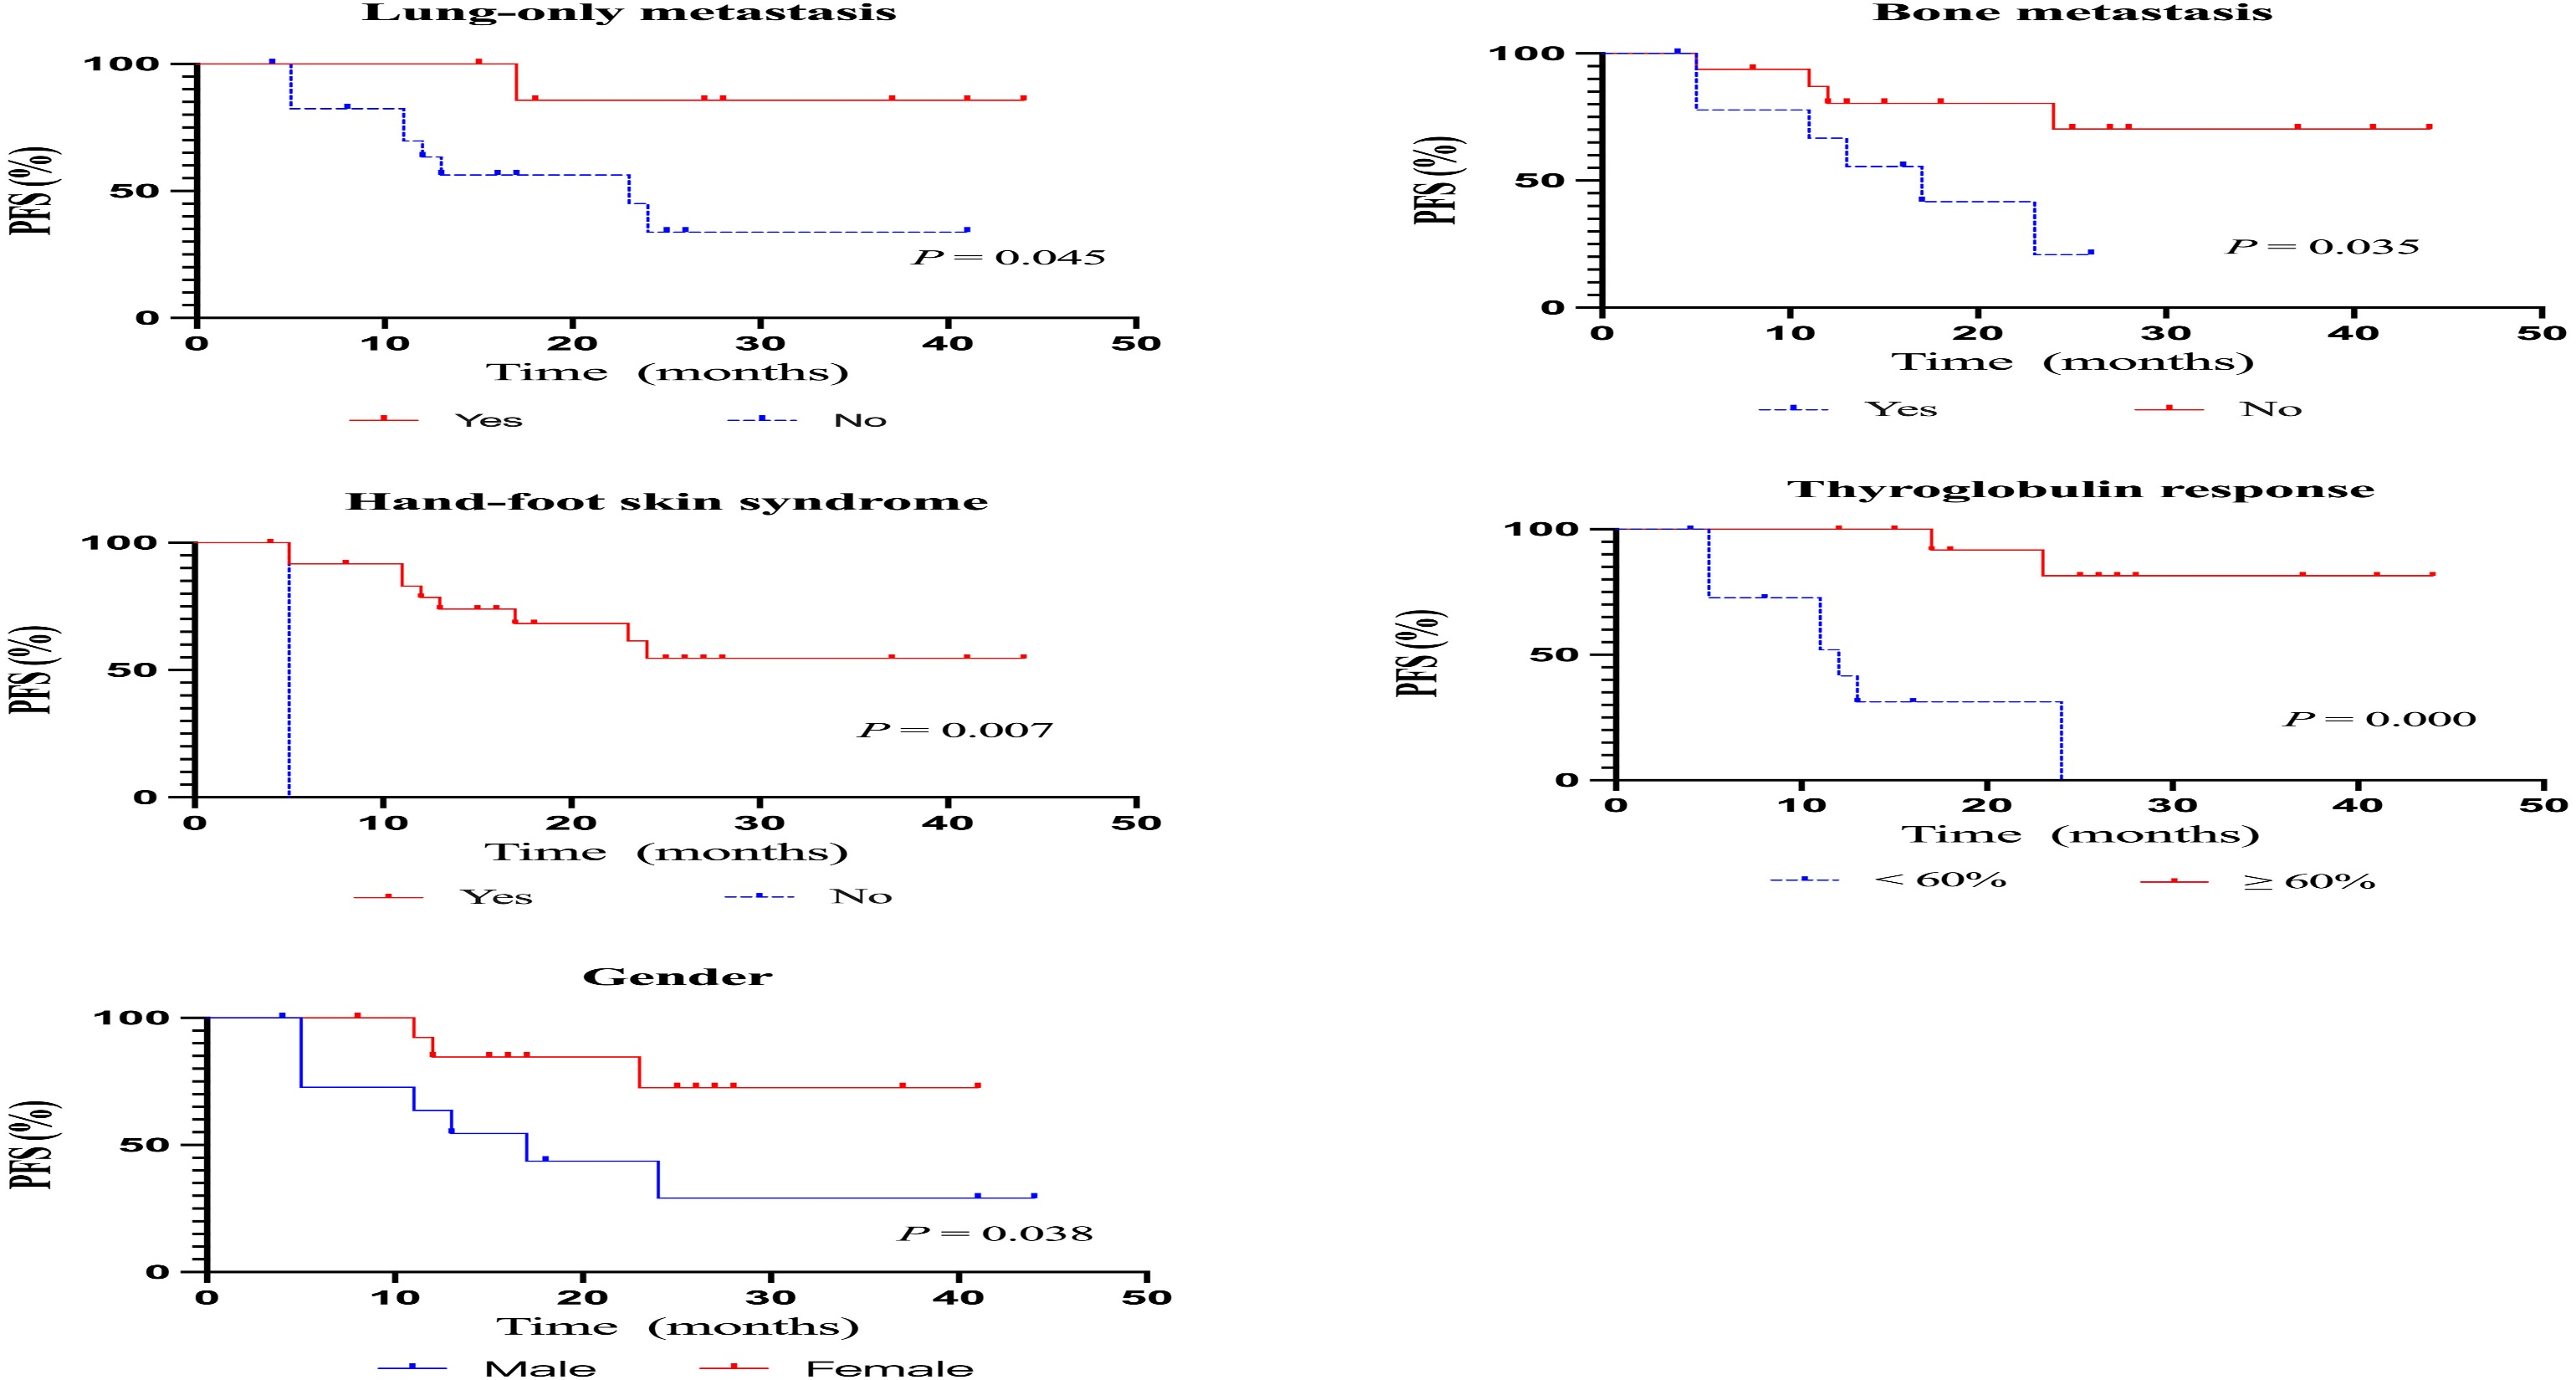 Lung-only metastasis
100
50
0
PFS (%)
0 10 20 30 40 50
Time (months)
P = 0.045
Yes No
Bone metastasis
100
50
0
PFS (%)
0 10 20 30 40 50
Time (months)
P = 0.035
Yes No
Hand-foot skin syndrome
100
50
0
PFS (%)
0 10 20 30 40 50
Time (months)
P = 0.007
Yes No
Thyroglobulin response
100
50
0
PFS (%)
0 10 20 30 40 50
Time (months)
P = 0.000
< 60% ≥ 60%
Gender
100
50
0
PFS (%)
0 10 20 30 40 50
Time (months)
P = 0.038
Male Female